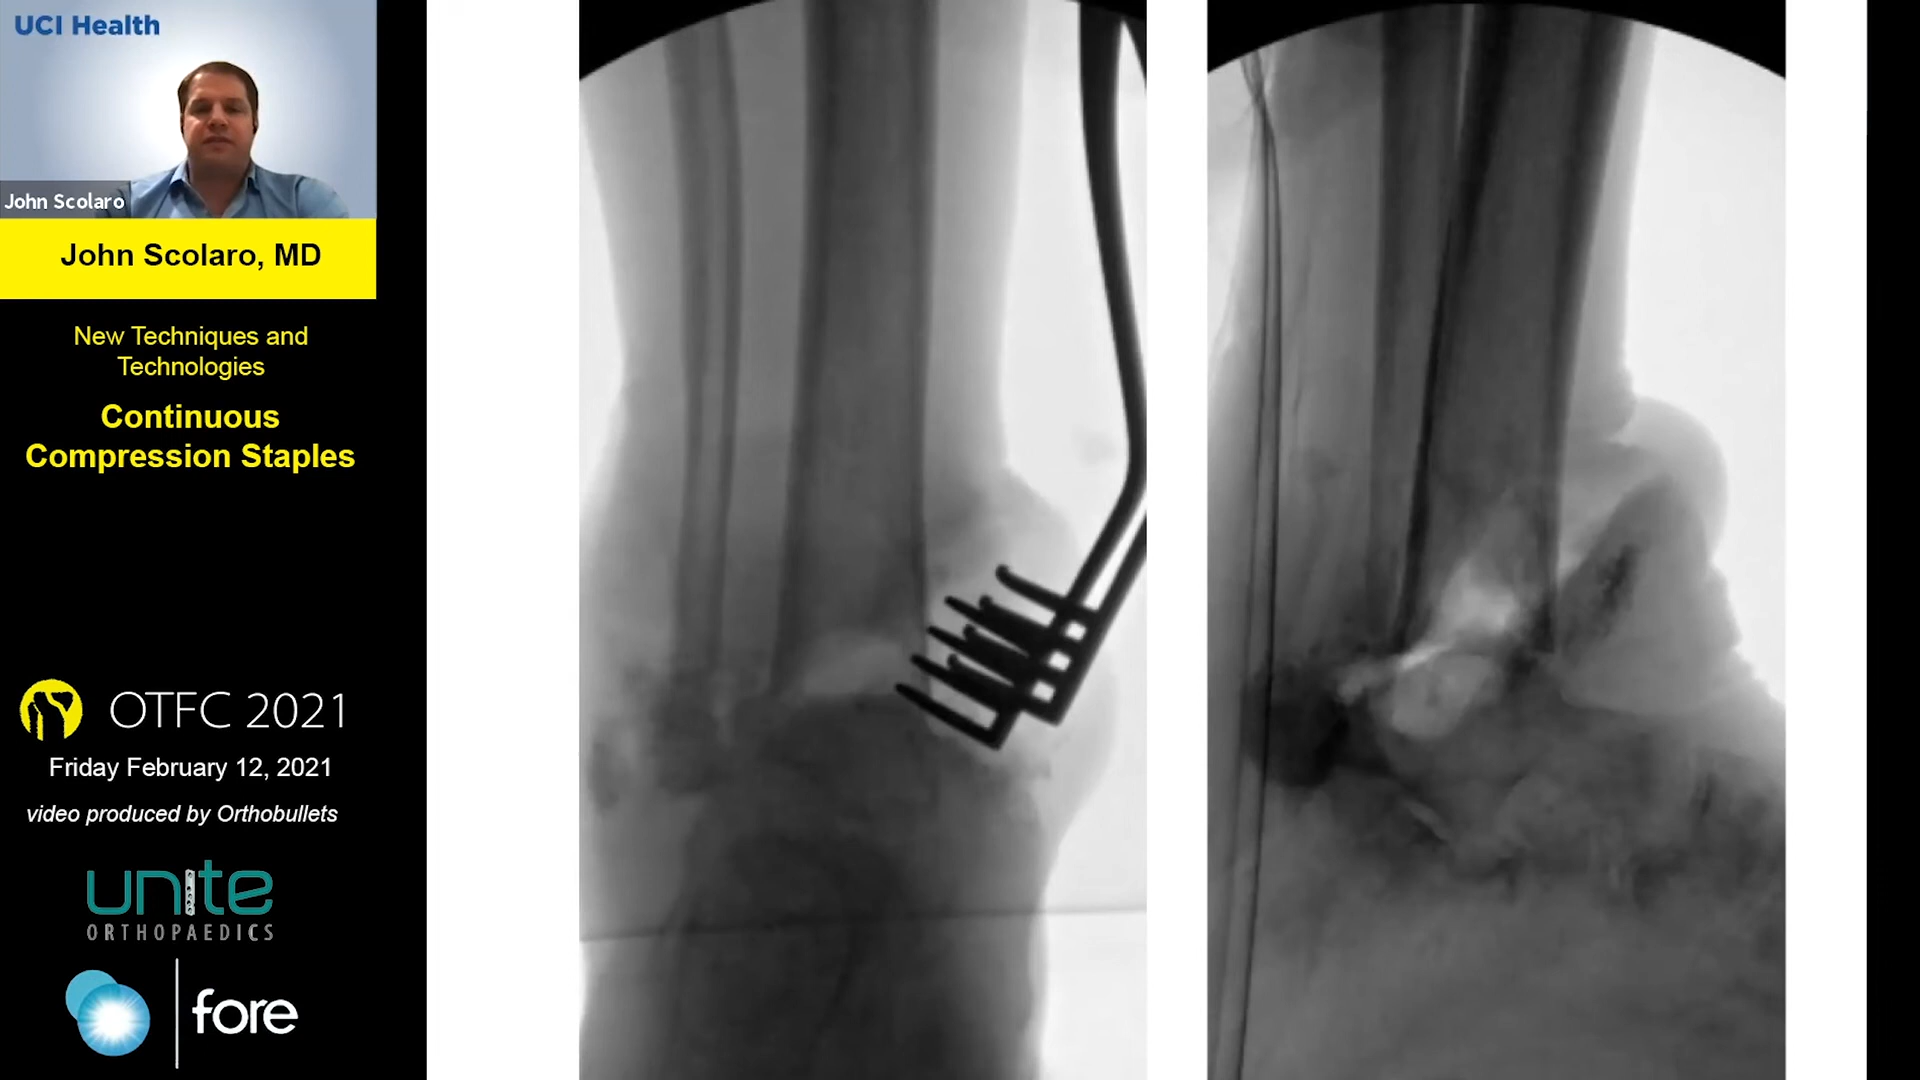 UCI Health
John Scolaro
John Scolaro, MD
New Techniques and
Technologies
Continuous
Compression Staples
OTFC 2021
Friday February 12, 2021
video produced by Orthobullets
unite
ORTHOPAEDICS
fore